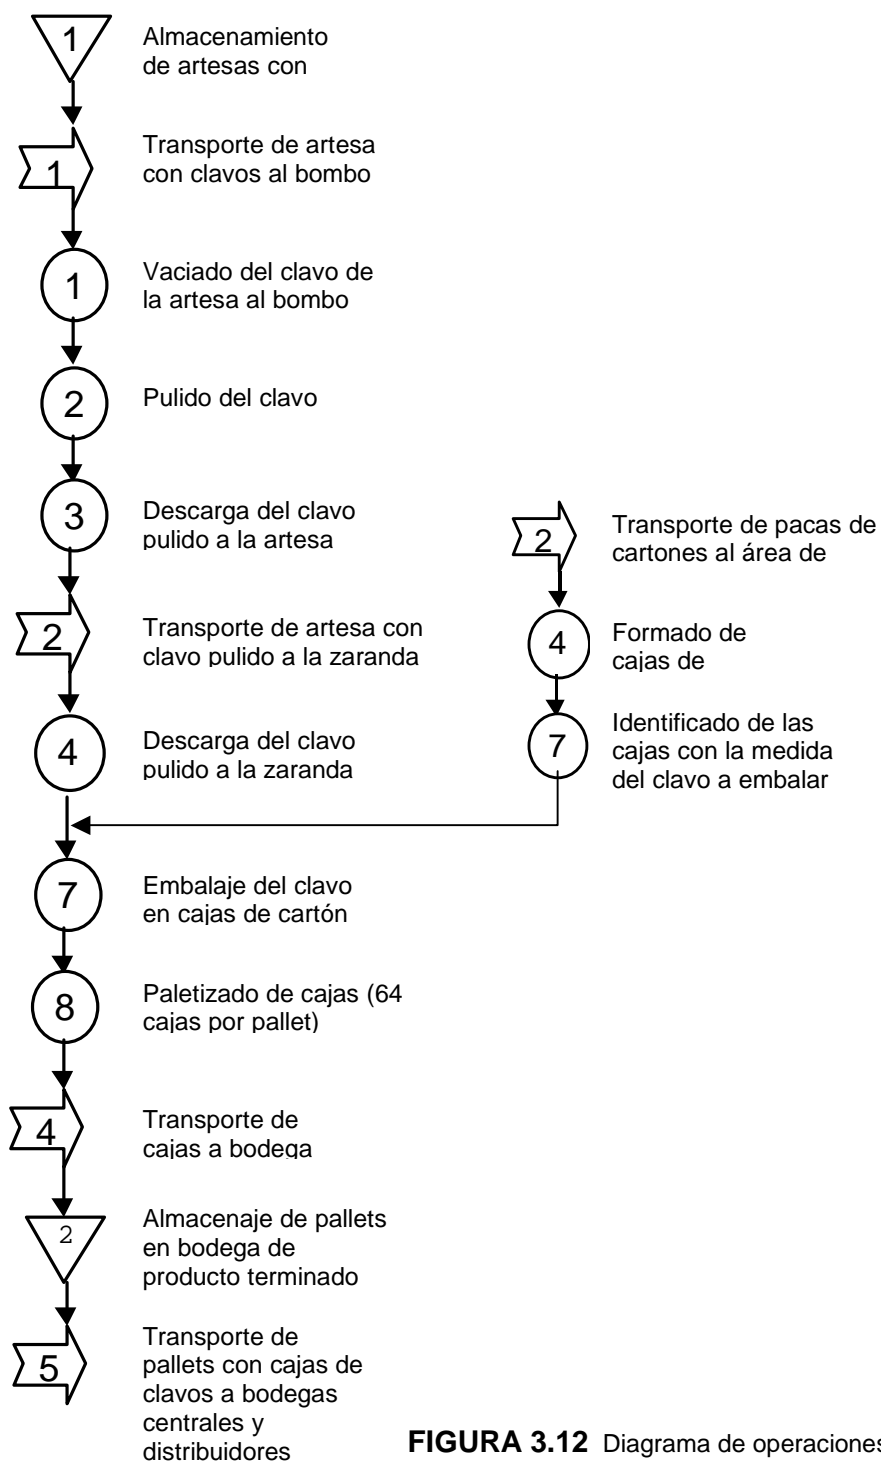 1
Almacenamiento
de artesas con
1
Transporte de artesa
con clavos al bombo
1
Vaciado del clavo de
la artesa al bombo
2
Pulido del clavo
3
Descarga del clavo
pulido a la artesa
2
Transporte de artesa con
clavo pulido a la zaranda
4
Descarga del clavo
pulido a la zaranda
2
Transporte de pacas de
cartones al área de
4
Formado de
cajas de
7
Identificado de las
cajas con la medida
del clavo a embalar
7
Embalaje del clavo
en cajas de cartón
8
Paletizado de cajas (64
cajas por pallet)
4
Transporte de
cajas a bodega
2
Almacenaje de pallets
en bodega de
producto terminado
5
Transporte de
pallets con cajas de
clavos a bodegas
centrales y
distribuidores
FIGURA 3.12 Diagrama de operaciones